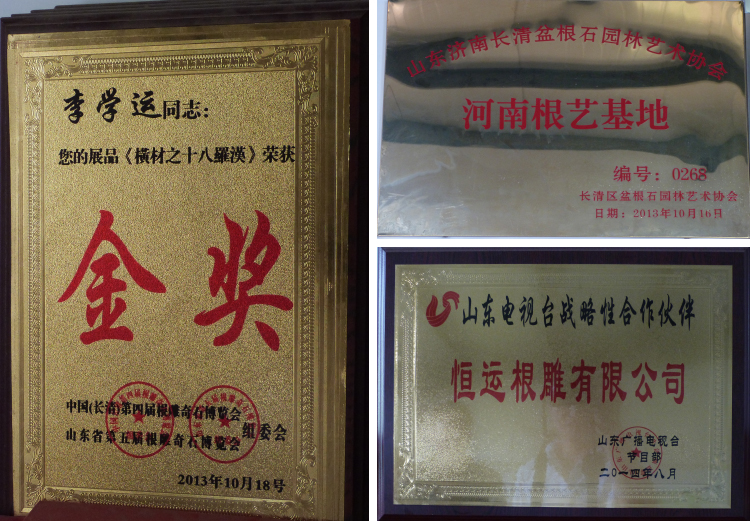 李学运同志：
您的展品《橫材之十八羅漢》荣获
金奖
中国(长清)第四届根雕奇石博览会
山东省第五届根雕奇石博览会
组委会
2013年10月18号
山东济南长清盆根石园林艺术协会
河南根艺基地
编号：0268
长清区盆根石园林艺术协会
日期：2013年10月16日
山东电视台战略性合作伙伴
恒运根雕有限公司
山东广播电视台
节目部
二〇一四年八月